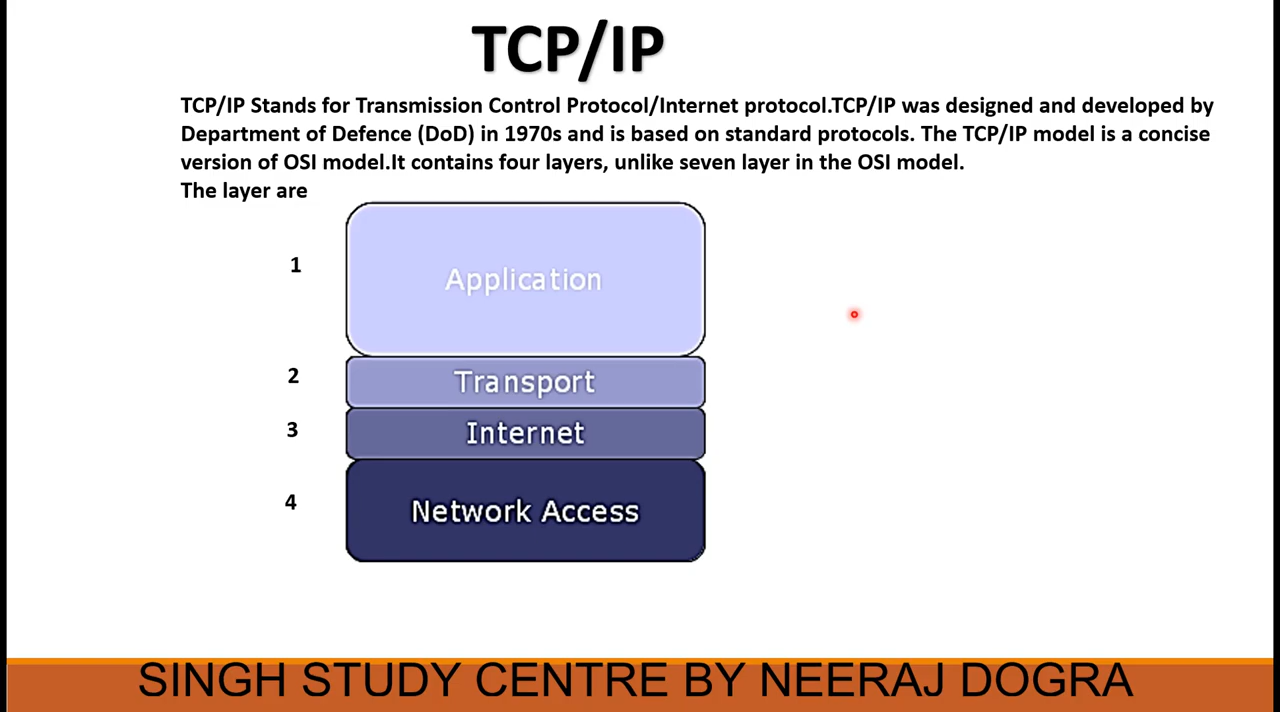 TCP/IP
TCP/IP Stands for Transmission Control Protocol/Internet protocol.TCP/IP was designed and developed by
Department of Defence (DoD) in 1970s and is based on standard protocols. The TCP/IP model is a concise
version of OSI model.It contains four layers, unlike seven layer in the OSI model.
The layer are
1 Application
2 Transport
3 Internet
4 Network Access
SINGH STUDY CENTRE BY NEERAJ DOGRA